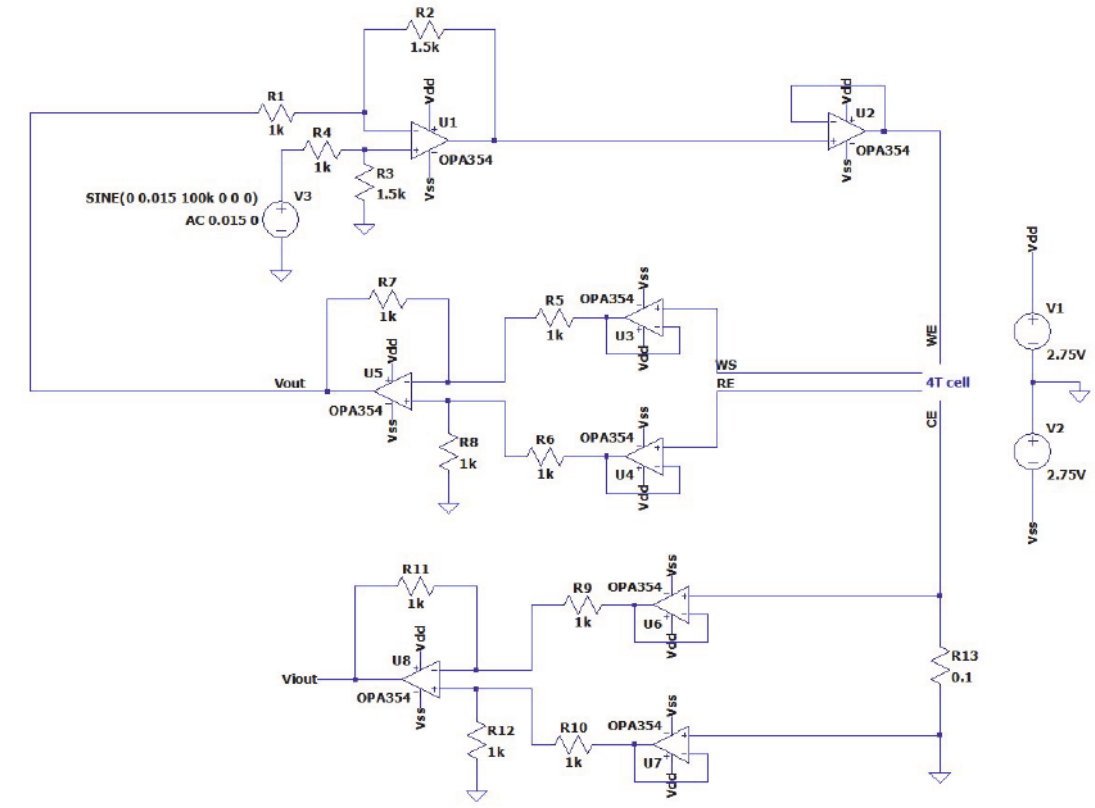 R2
1.5k
Vdd
R1
1k
U1
R4
1k
OPA354
Vss
R3
1.5k
SINE(0 0.015 100k 0 0 0)
V3
AC 0.015 0
Vdd
U2
OPA354
Vss
R7
1k
Vdd
U5
Vout
OPA354
Vss
R8
1k
R5
1k
OPA354
Vss
U3
Vdd
R6
1k
OPA354
Vss
U4
Vdd
WS
RE
WE
4T cell
CE
Vdd
V1
2.75V
V2
2.75V
Vss
R11
1k
Vdd
U8
Viout
OPA354
Vss
R12
1k
R9
1k
OPA354
Vss
U6
Vdd
R10
1k
OPA354
Vss
U7
Vdd
R13
0.1